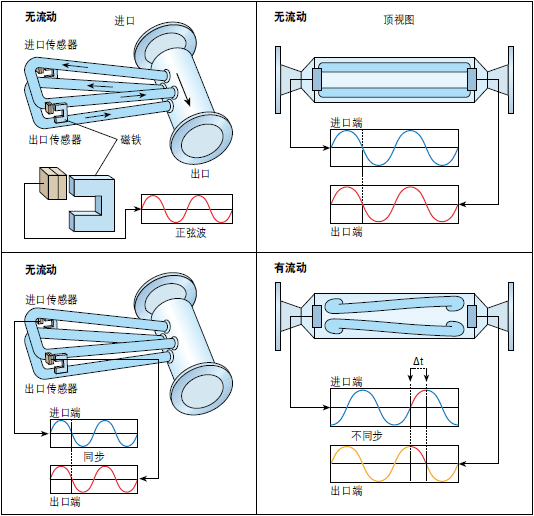 无流动
进口
进口传感器
出口传感器
磁铁
出口
正弦波
无流动
顶视图
进口端
出口端
无流动
进口传感器
出口传感器
进口端
同步
出口端
有流动
Δt
进口端
不同步
出口端